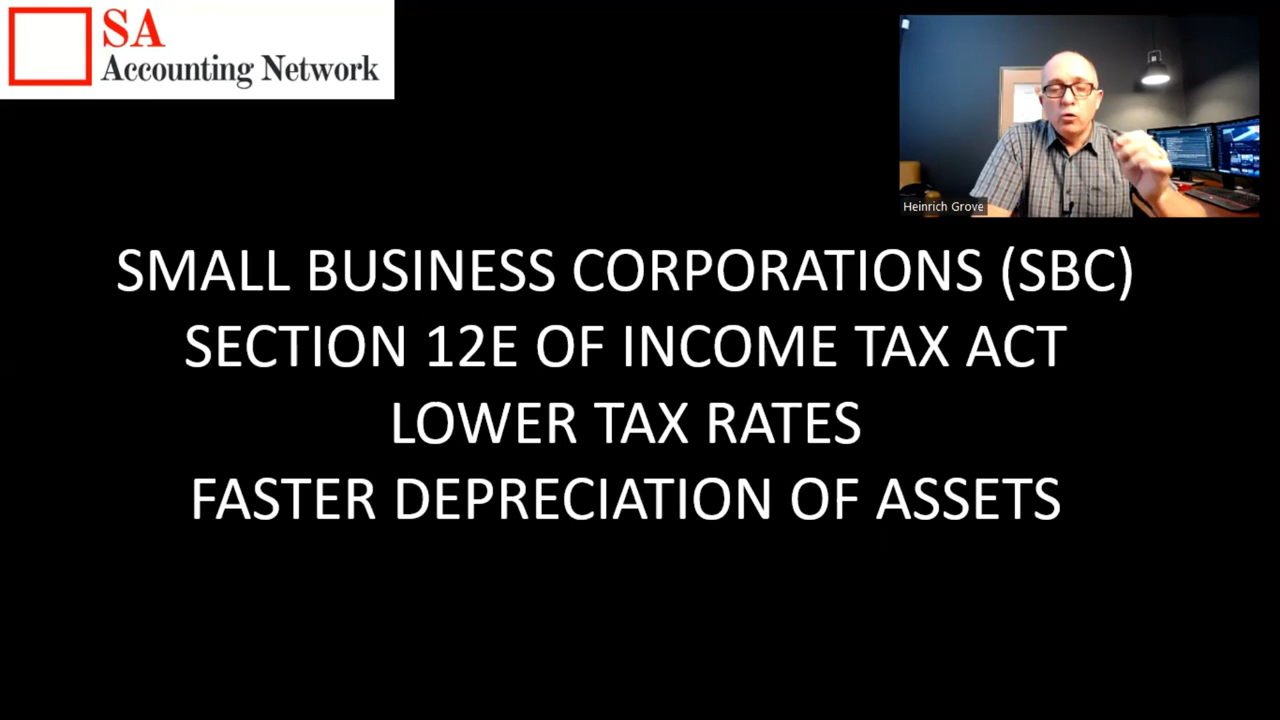 SA
Accounting Network
Heinrich Grove
SMALL BUSINESS CORPORATIONS (SBC)
SECTION 12E OF INCOME TAX ACT
LOWER TAX RATES
FASTER DEPRECIATION OF ASSETS